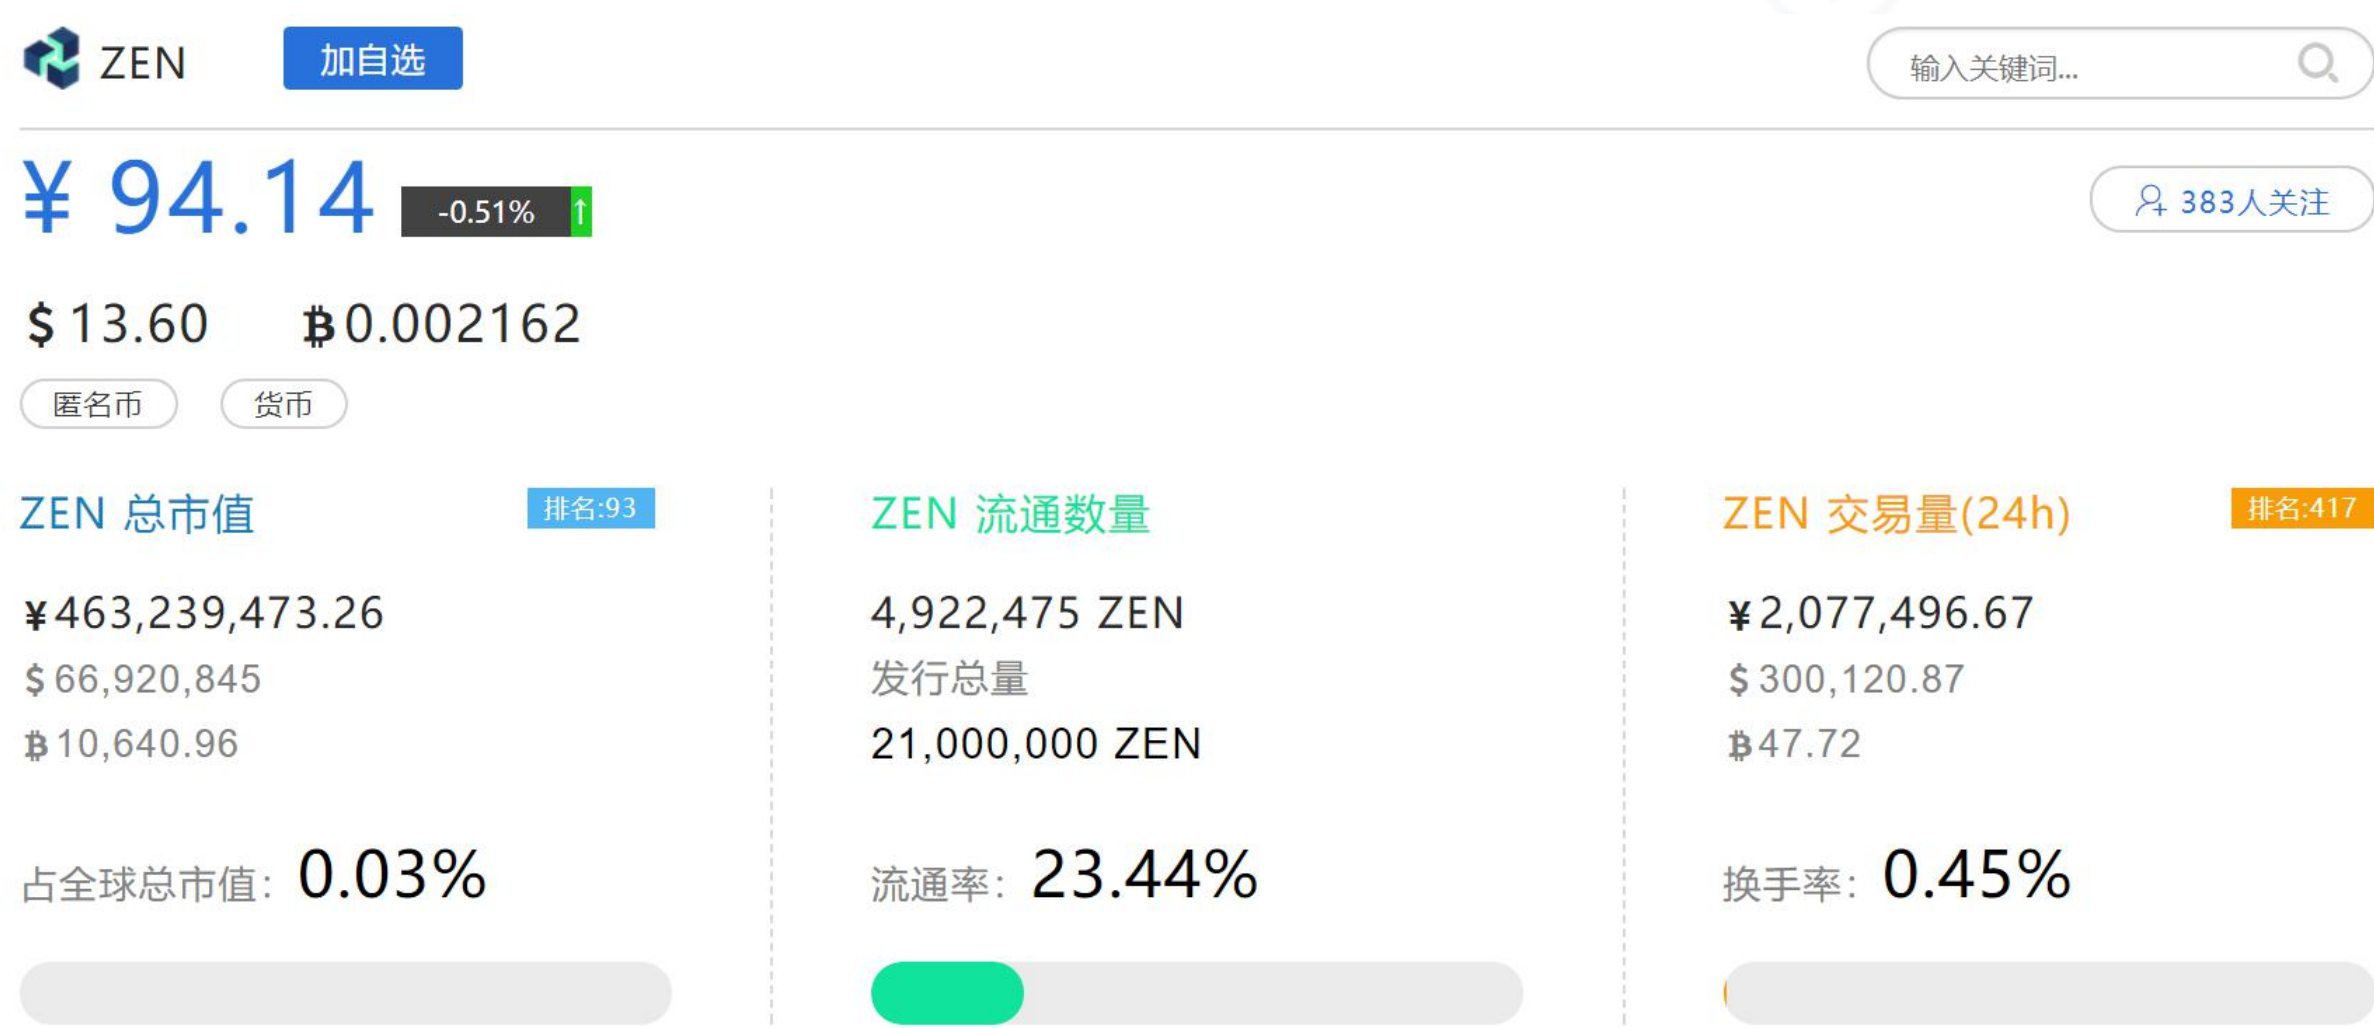 ZEN 加自选 输入关键词...
¥ 94.14 -0.51% ↑ 383人关注
$ 13.60 ₿0.002162
匿名币 货币
ZEN 总市值 排名:93
¥463,239,473.26
$66,920,845
₿10,640.96
占全球总市值: 0.03%
ZEN 流通数量
4,922,475 ZEN
发行总量
21,000,000 ZEN
流通率: 23.44%
ZEN 交易量(24h) 排名:417
¥2,077,496.67
$300,120.87
₿47.72
换手率: 0.45%